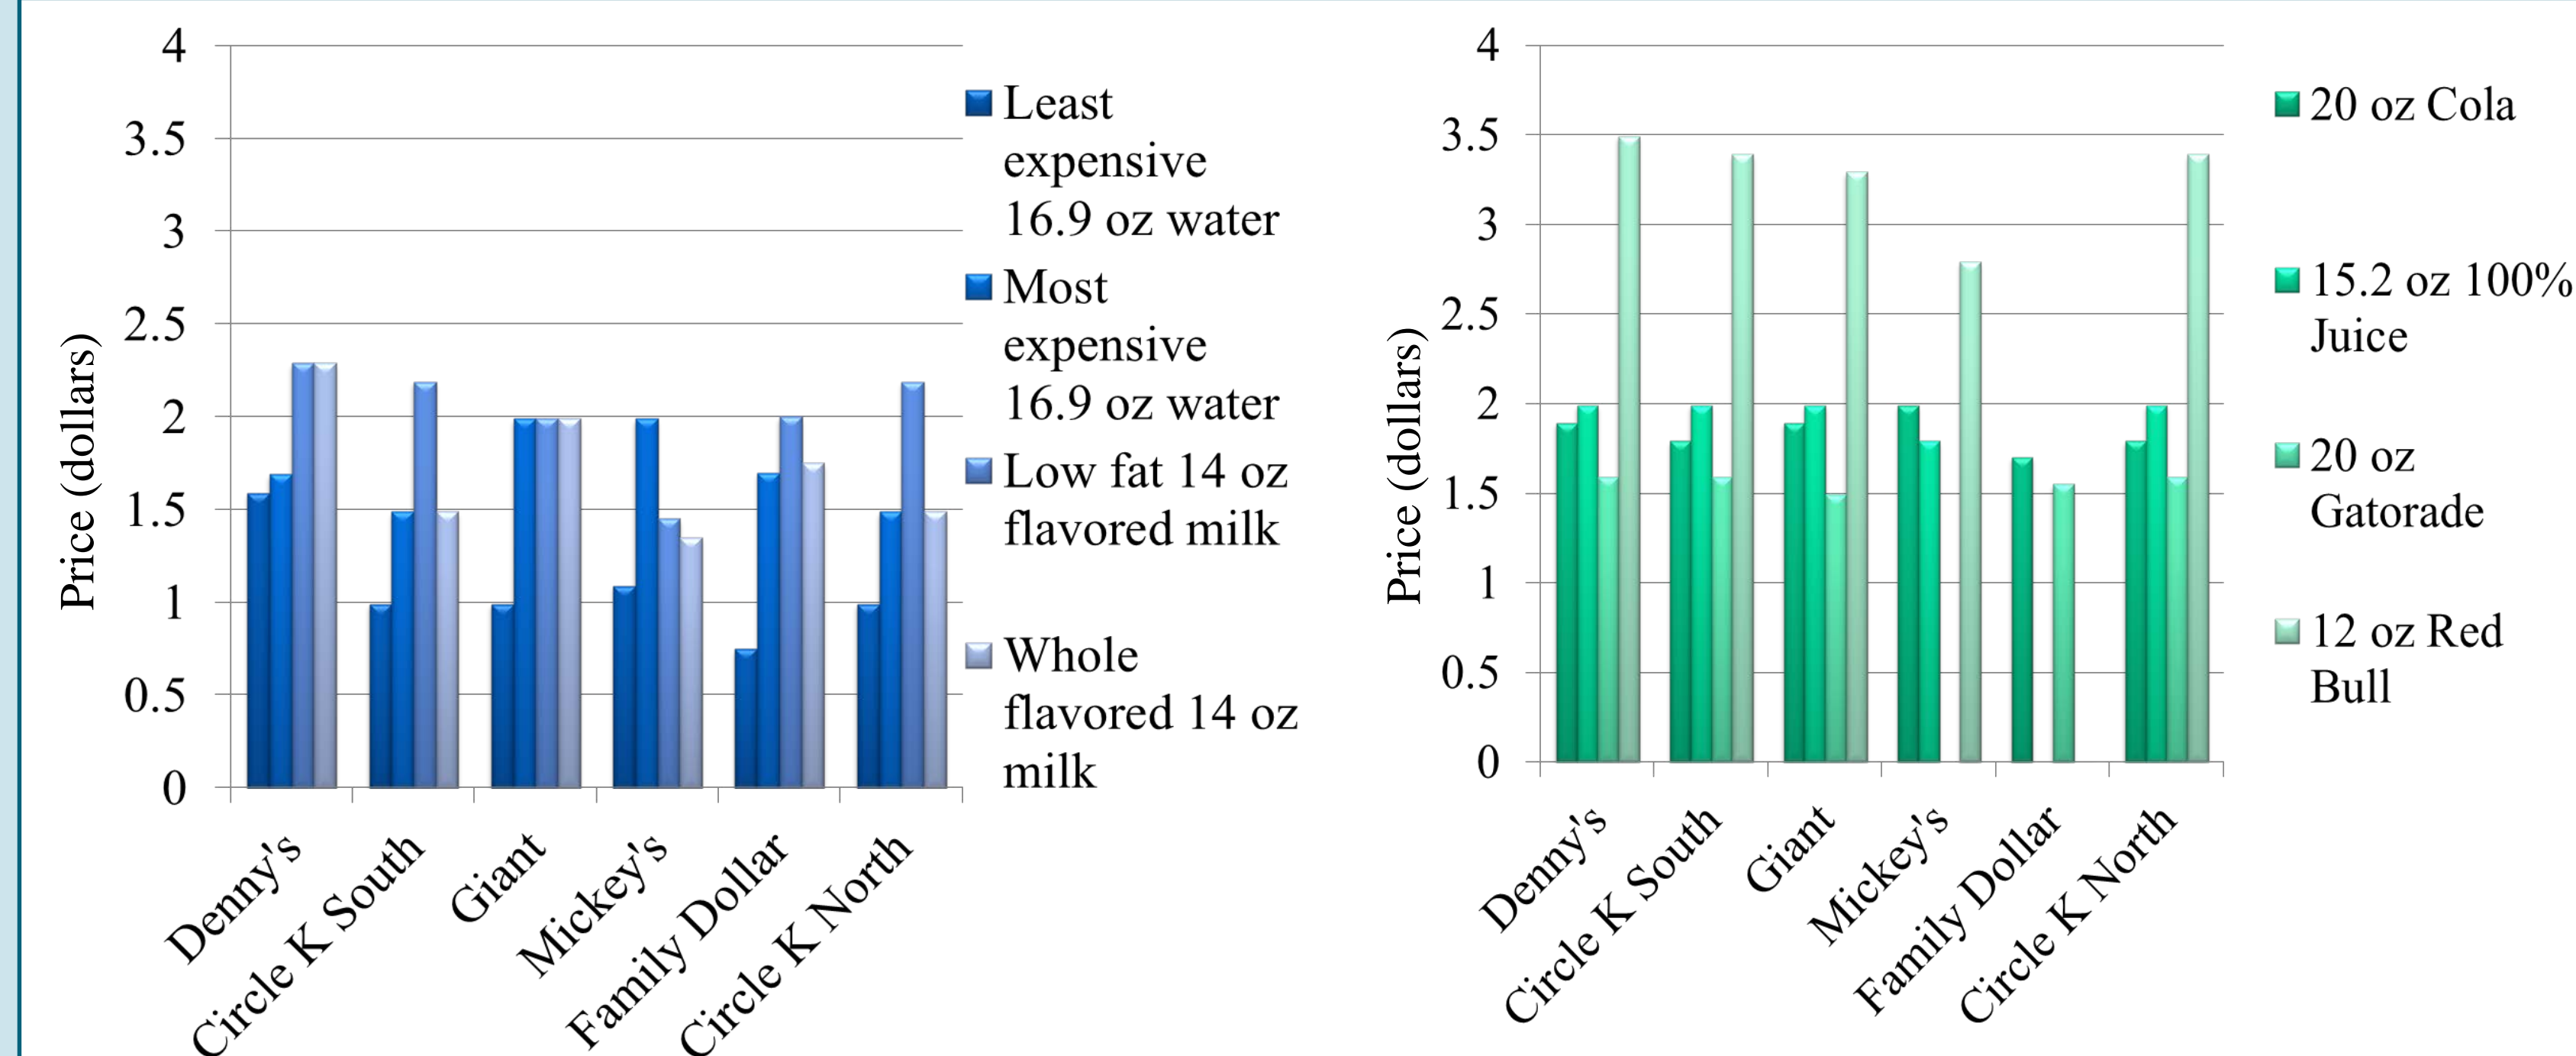 4
3.5
3
2.5
2
1.5
1
0.5
0
Price (dollars)
Denny's
Circle K South
Giant
Mickey's
Family Dollar
Circle K North
Least
expensive
16.9 oz water
Most
expensive
16.9 oz water
Low fat 14 oz
flavored milk
Whole
flavored 14 oz
milk
4
3.5
3
2.5
2
1.5
1
0.5
0
Price (dollars)
Denny's
Circle K South
Giant
Mickey's
Family Dollar
Circle K North
20 oz Cola
15.2 oz 100%
Juice
20 oz
Gatorade
12 oz Red
Bull